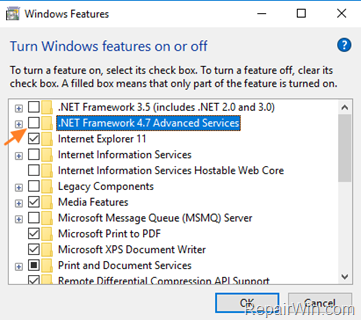 Windows Features
Turn Windows features on or off
To turn a feature on, select its check box. To turn a feature off, clear its
check box. A filled box means that only part of the feature is turned on.
.NET Framework 3.5 (includes .NET 2.0 and 3.0)
.NET Framework 4.7 Advanced Services
Internet Explorer 11
Internet Information Services
Internet Information Services Hostable Web Core
Legacy Components
Media Features
Microsoft Message Queue (MSMQ) Server
Microsoft Print to PDF
Microsoft XPS Document Writer
Print and Document Services
Remote Differential Compression API Support
OK Cancel
RepairWin.com